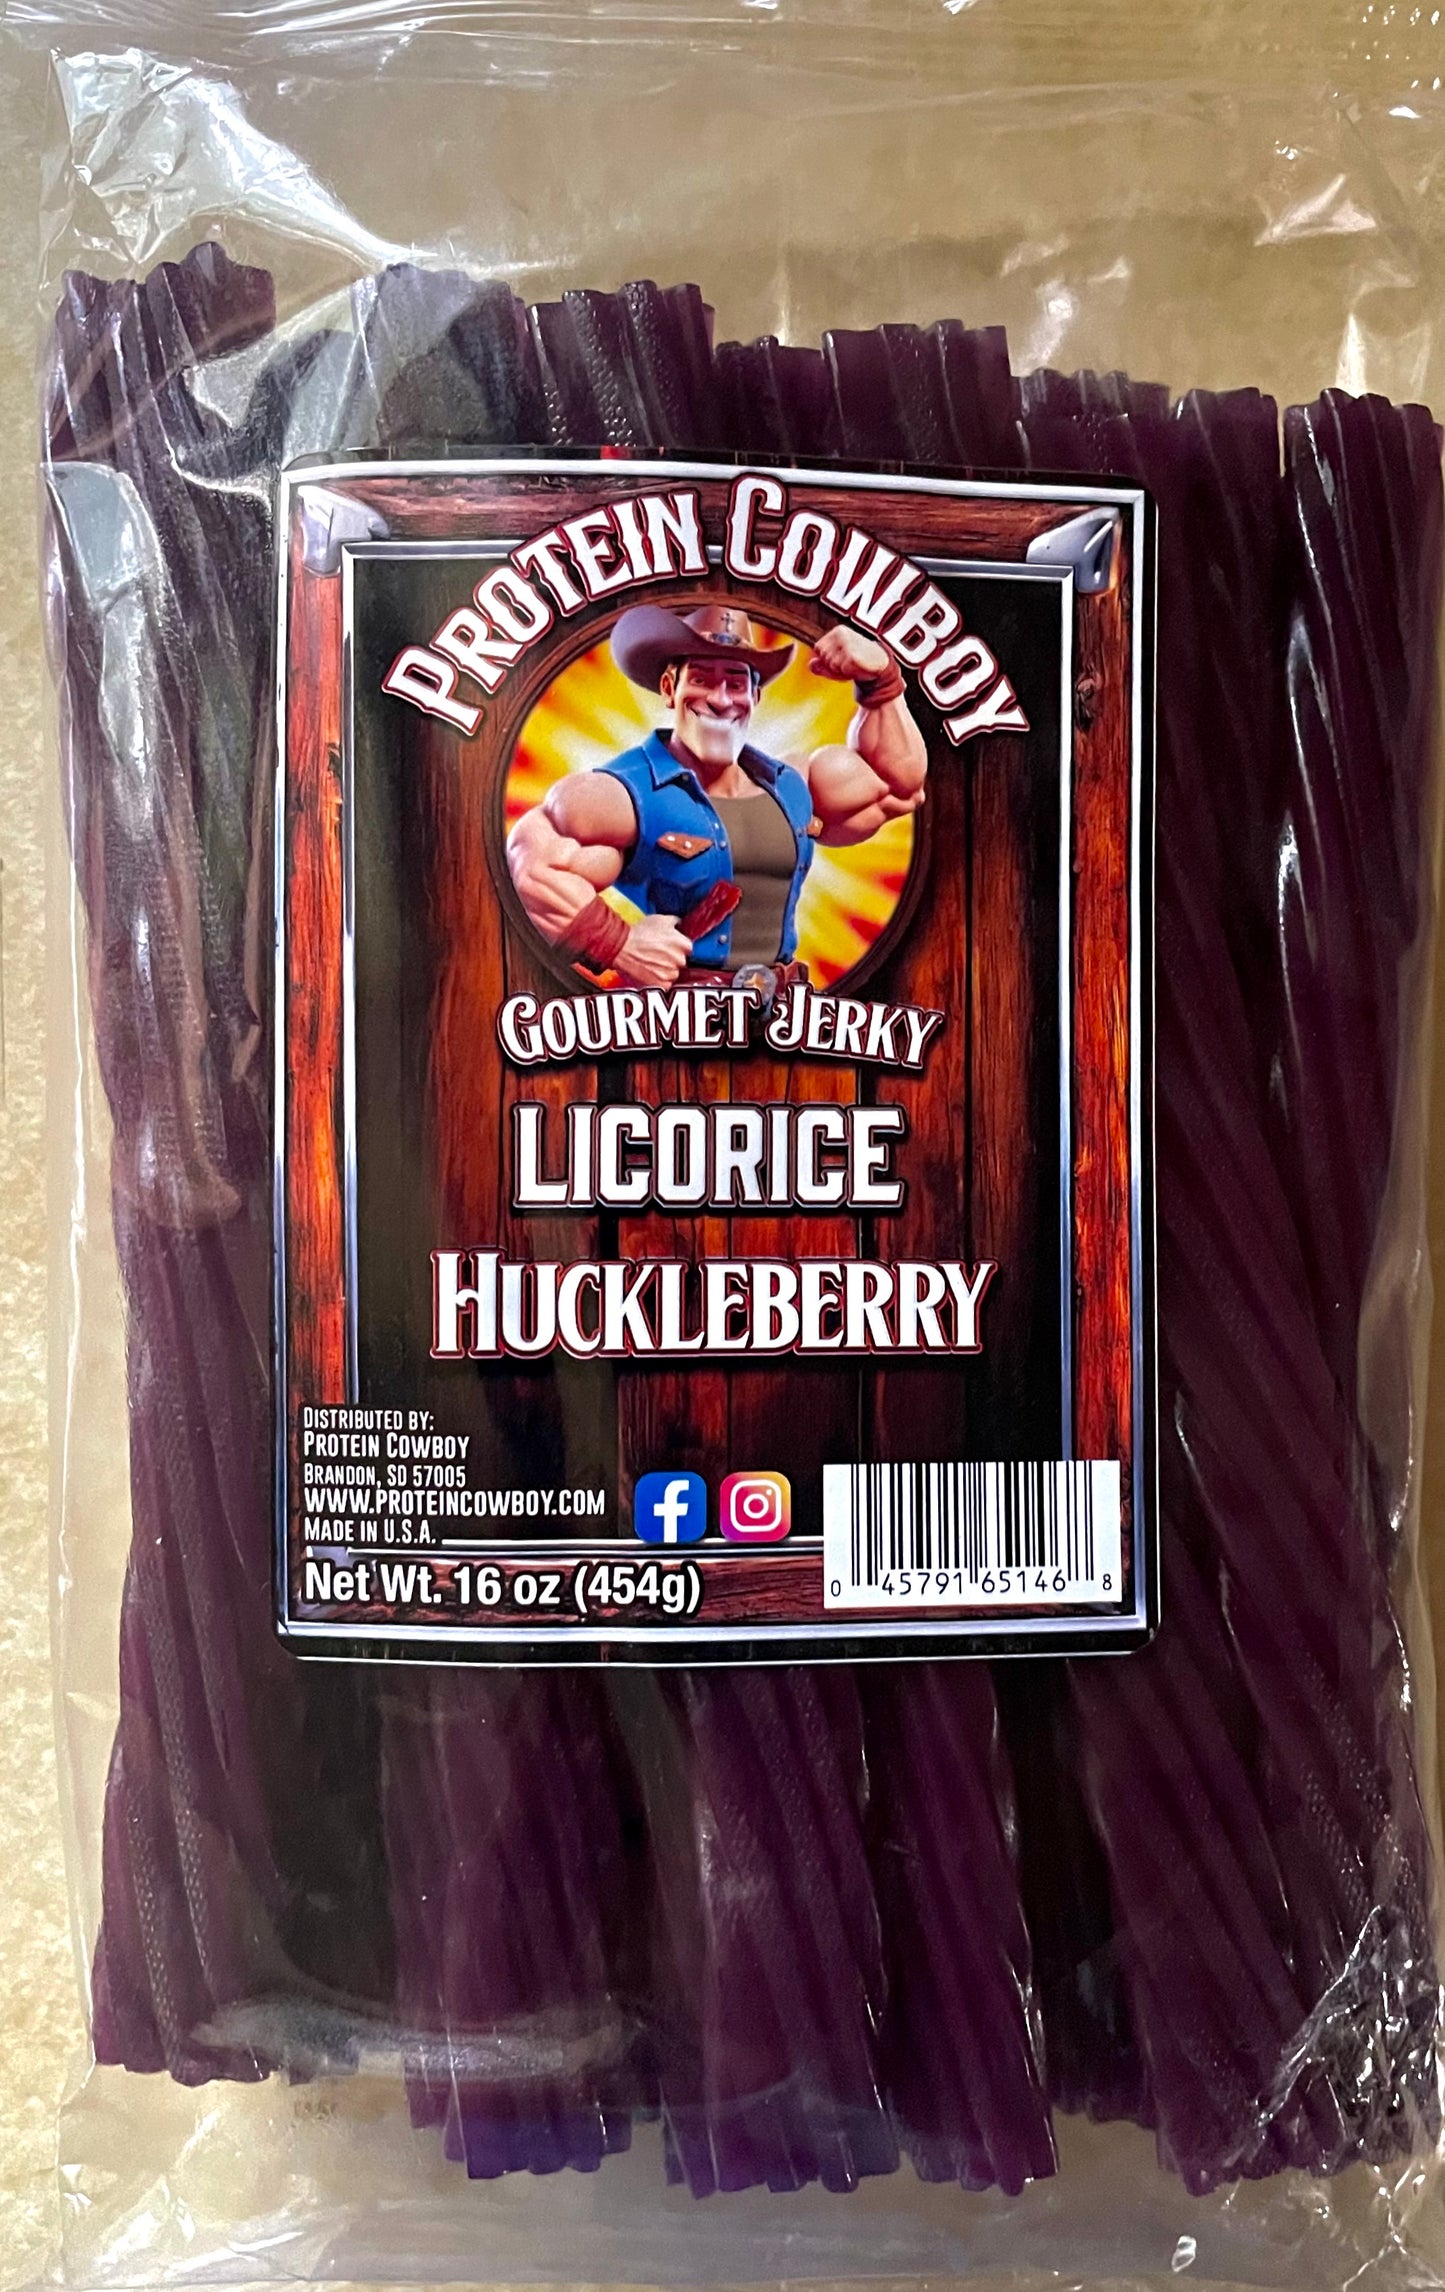 Protein Cowboy
Gourmet Jerky
LICORICE
HUCKLEBERRY
DISTRIBUTED BY:
PROTEIN COWBOY
BRANDON, SD 57005
WWW.PROTEINCOWBOY.COM
MADE IN U.S.A.
Net Wt. 16 oz (454g)
0 45791 65146 8